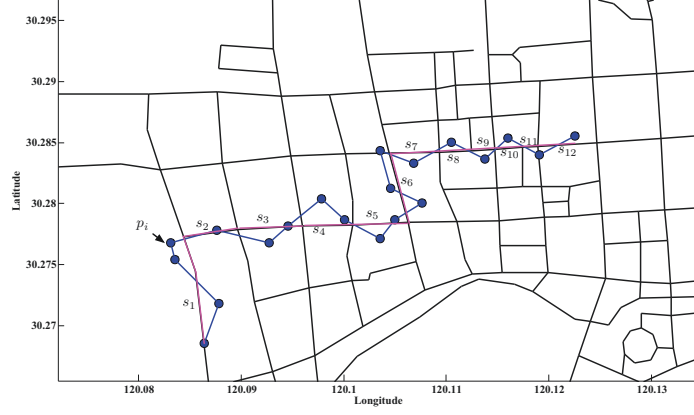 30.295
30.29
30.285
30.28
30.275
30.27
Latitude
p_i
s_1
s_2
s_3
s_4
s_5
s_6
s_7
s_8
s_9
s_10
s_11
s_12
120.08 120.09 120.1 120.11 120.12 120.13
Longitude